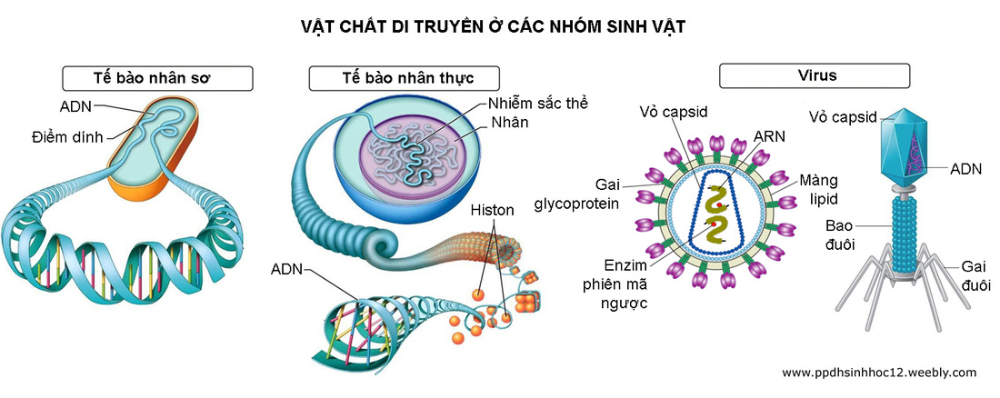 VẬT CHẤT DI TRUYỀN Ở CÁC NHÓM SINH VẬT
Tế bào nhân sơ
ADN
Điểm dính
Tế bào nhân thực
Nhiễm sắc thể
Nhân
Histon
ADN
Virus
Vỏ capsid
ARN
Gai
glycoprotein
Màng
lipid
Enzim
phiên mã
ngược
Vỏ capsid
ADN
Bao
đuôi
Gai
đuôi
www.ppdhsinhhoc12.weebly.com